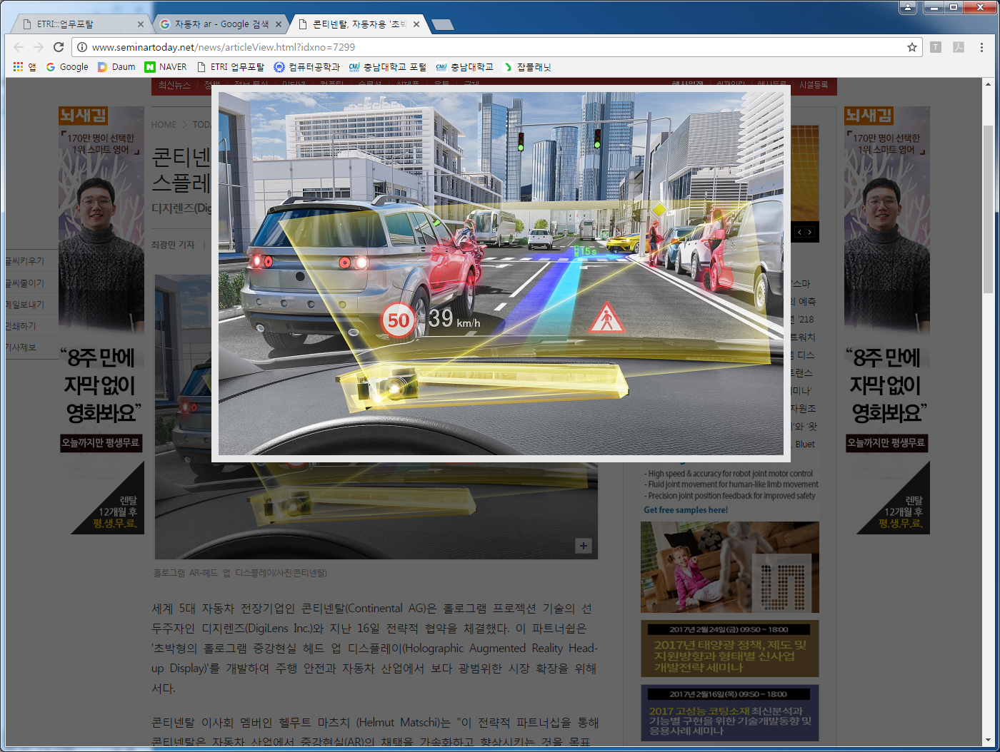 ETRI:::업무포탈
자동차 ar - Google 검색
콘티넨탈, 자동차용 '초박
www.seminartoday.net/news/articleView.html?idxno=7299
앱
Google
Daum
NAVER
ETRI 업무포탈
컴퓨터공학과
충남대학교 포털
충남대학교
잡플래닛
최신뉴스
시설등록
뇌새김
170만 명이 선택한
1위 스마트 영어
“8주 만에
자막 없이
영화봐요”
오늘까지만 평생무료
렌탈
12개월 후
평.생.무.료.
글씨키우기
글씨줄이기
메일보내기
인쇄하기
기사제보
HOME > TODA
콘티넨
스플레
디지렌즈(Dig
최광민 기자
15s
50
39 km/h
'스마
의 예측
년 '218
트워치
캠 디스
트랜스
미나'
자원조
'와 '왓
, Bluet
홀로그램 AR-헤드 업 디스플레이(사진:콘티넨탈)
세계 5대 자동차 전장기업인 콘티넨탈(Continental AG)은 홀로그램 프로젝션 기술의 선
두주자인 디지렌즈(DigiLens Inc.)와 지난 16일 전략적 협약을 체결했다. 이 파트너쉽은
'초박형의 홀로그램 증강현실 헤드 업 디스플레이(Holographic Augmented Reality Head-
up Display)'를 개발하여 주행 안전과 자동차 산업에서 보다 광범위한 시장 확장을 위해
서다.
콘티넨탈 이사회 멤버인 헬무트 마츠치 (Helmut Matschi)는 "이 전략적 파트너십을 통해
콘티넨탈은 자동차 산업에서 증강현실(AR)의 채택을 가속화하고 향상시키는 것을 목표
- High speed & accuracy for robot joint motor control
- Fluid joint movement for human-like limb movement
- Precision joint position feedback for improved safety
Get free samples here!
2017년 2월 24일(금) 09:50 ~ 18:00
2017년 태양광 정책, 제도 및
지원방향과 형태별 신사업
개발전략 세미나
2017년 2월 16일(목) 09:50 ~ 18:00
2017 고성능 코팅소재 최신분석과
기능별 구현을 위한 기술개발동향 및
응용사례 세미나
뇌새김
170만 명이 선택한
1위 스마트 영어
“8주 만에
자막 없이
영화봐요”
오늘까지만 평생무료
렌탈
12개월 후
평.생.무.료.